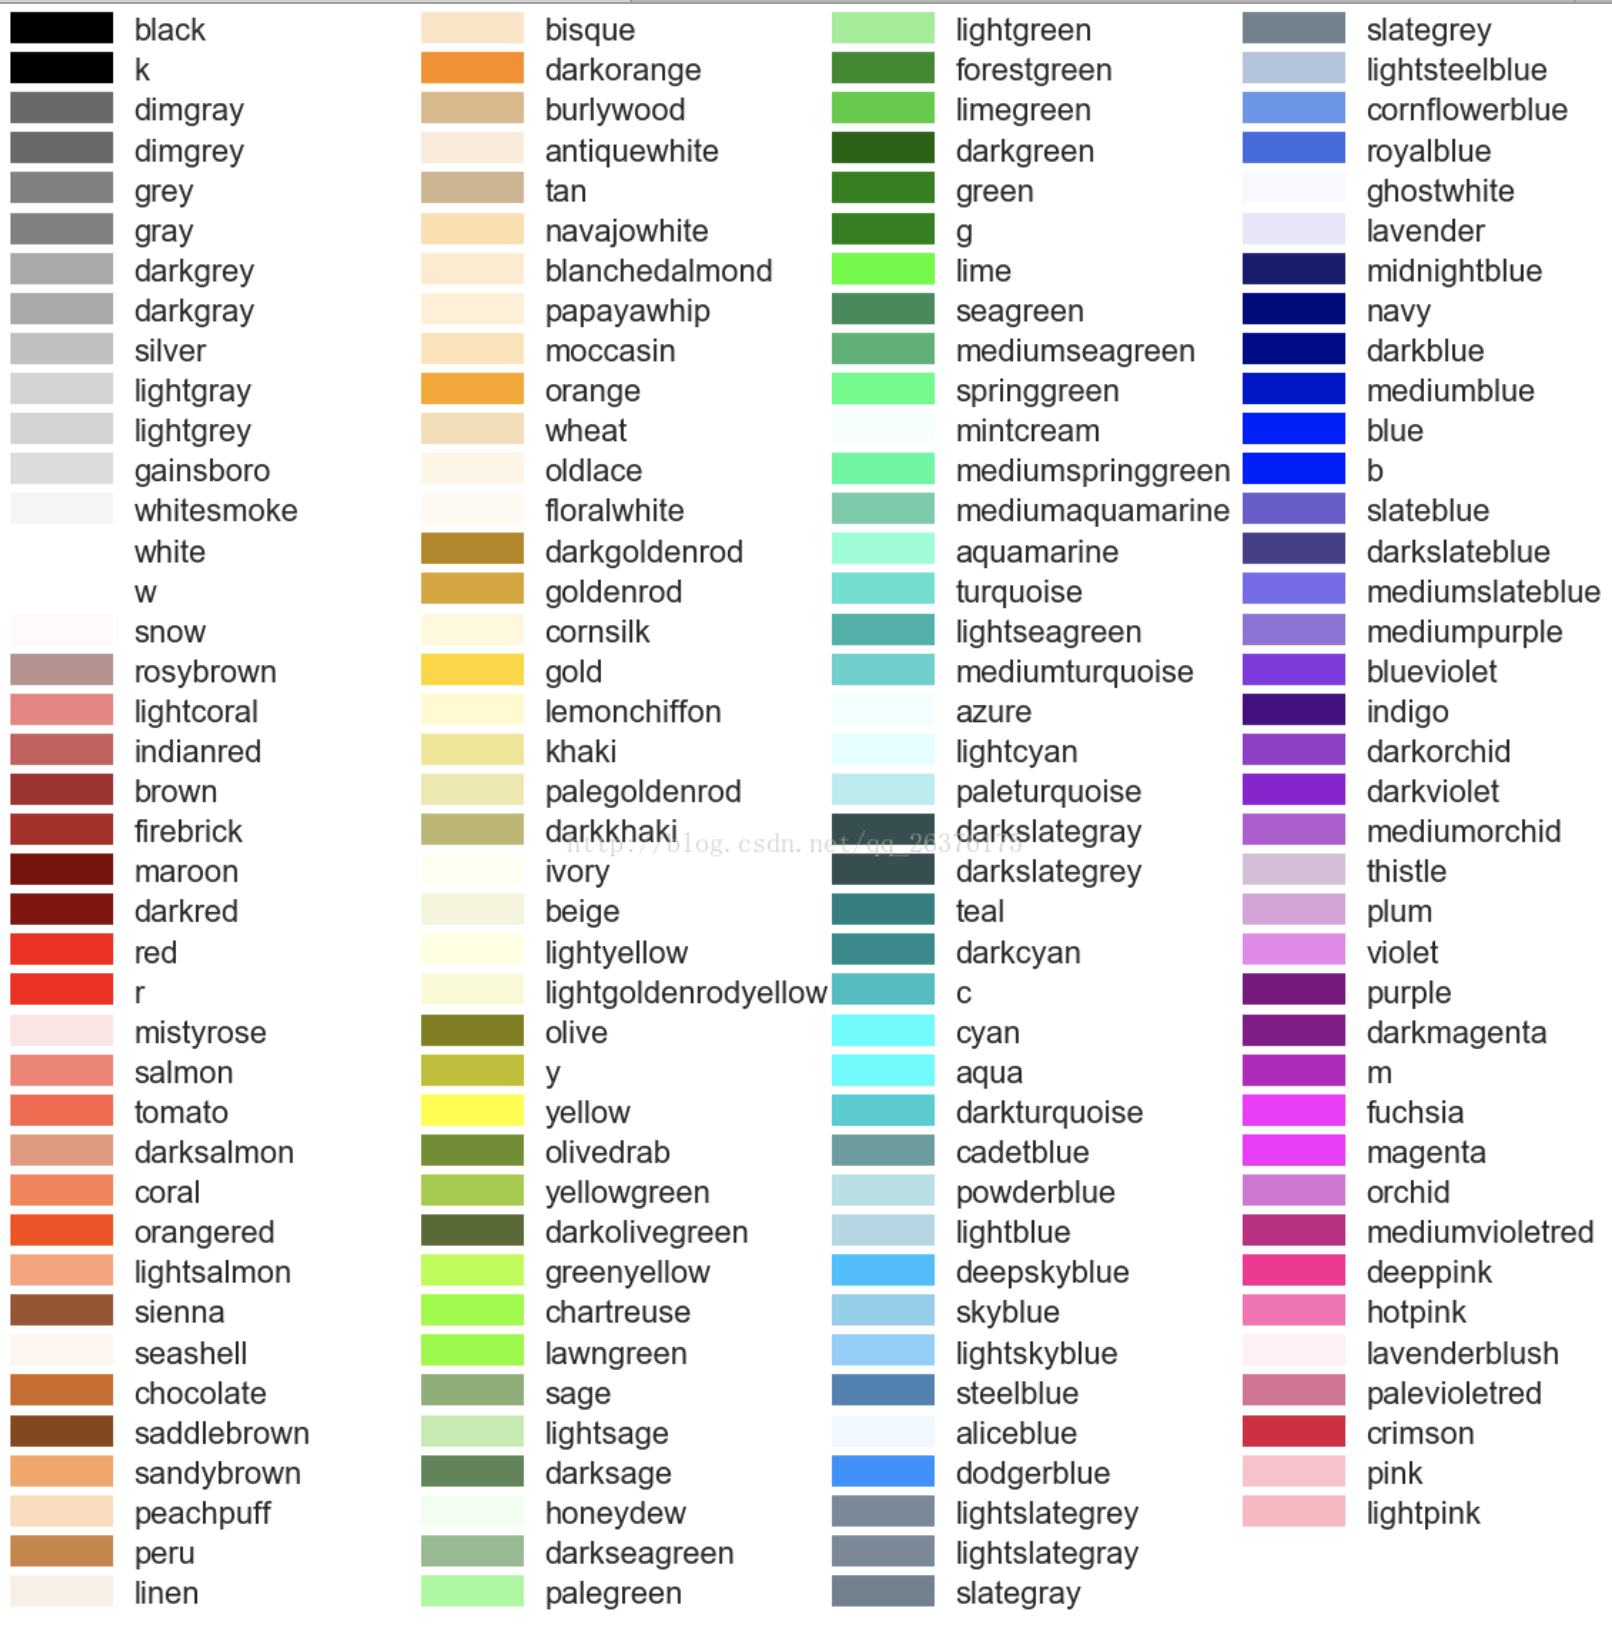 black
k
dimgray
dimgrey
grey
gray
darkgrey
darkgray
silver
lightgray
lightgrey
gainsboro
whitesmoke
white
w
snow
rosybrown
lightcoral
indianred
brown
firebrick
maroon
darkred
red
r
mistyrose
salmon
tomato
darksalmon
coral
orangered
lightsalmon
sienna
seashell
chocolate
saddlebrown
sandybrown
peachpuff
peru
linen
bisque
darkorange
burlywood
antiquewhite
tan
navajowhite
blanchedalmond
papayawhip
moccasin
orange
wheat
oldlace
floralwhite
darkgoldenrod
goldenrod
cornsilk
gold
lemonchiffon
khaki
palegoldenrod
darkkhaki
ivory
beige
lightyellow
lightgoldenrodyellow
olive
y
yellow
olivedrab
yellowgreen
darkolivegreen
greenyellow
chartreuse
lawngreen
sage
lightsage
darksage
honeydew
darkseagreen
palegreen
lightgreen
forestgreen
limegreen
darkgreen
green
g
lime
seagreen
mediumseagreen
springgreen
mintcream
mediumspringgreen
mediumaquamarine
aquamarine
turquoise
lightseagreen
mediumturquoise
azure
lightcyan
paleturquoise
darkslategray
darkslategrey
teal
darkcyan
c
cyan
aqua
darkturquoise
cadetblue
powderblue
lightblue
deepskyblue
skyblue
lightskyblue
steelblue
aliceblue
dodgerblue
lightslategrey
lightslategray
slategray
slategrey
lightsteelblue
cornflowerblue
royalblue
ghostwhite
lavender
midnightblue
navy
darkblue
mediumblue
blue
b
slateblue
darkslateblue
mediumslateblue
mediumpurple
blueviolet
indigo
darkorchid
darkviolet
mediumorchid
thistle
plum
violet
purple
darkmagenta
m
fuchsia
magenta
orchid
mediumvioletred
deeppink
hotpink
lavenderblush
palevioletred
crimson
pink
lightpink
http://blog.csdn.net/qq_26376175